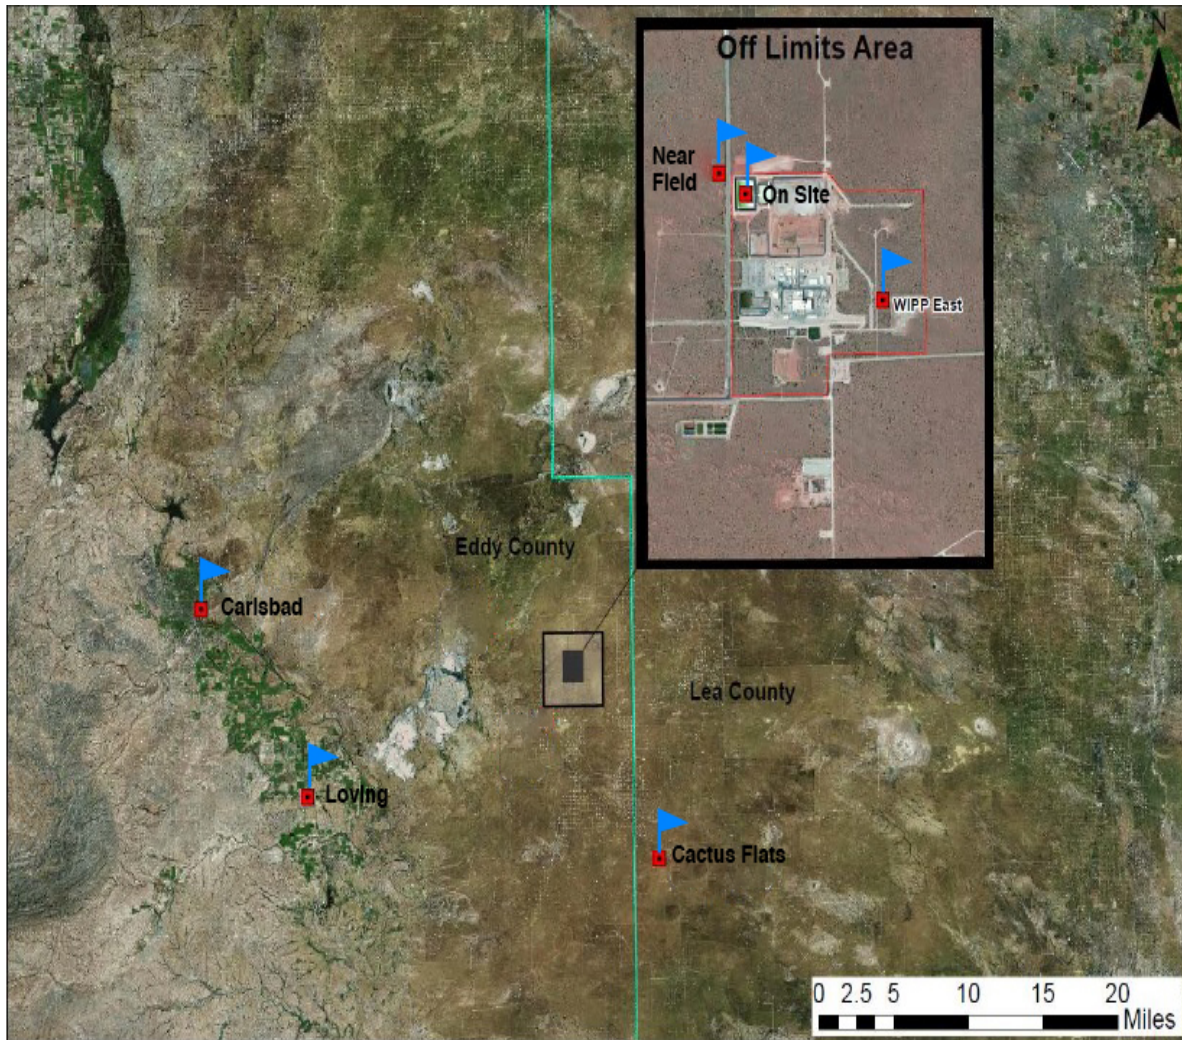 N
Off Limits Area
Near
Field
On Site
WIPP East
Eddy County
Carlsbad
Lea County
Loving
Cactus Flats
0 2.5 5 10 15 20
Miles